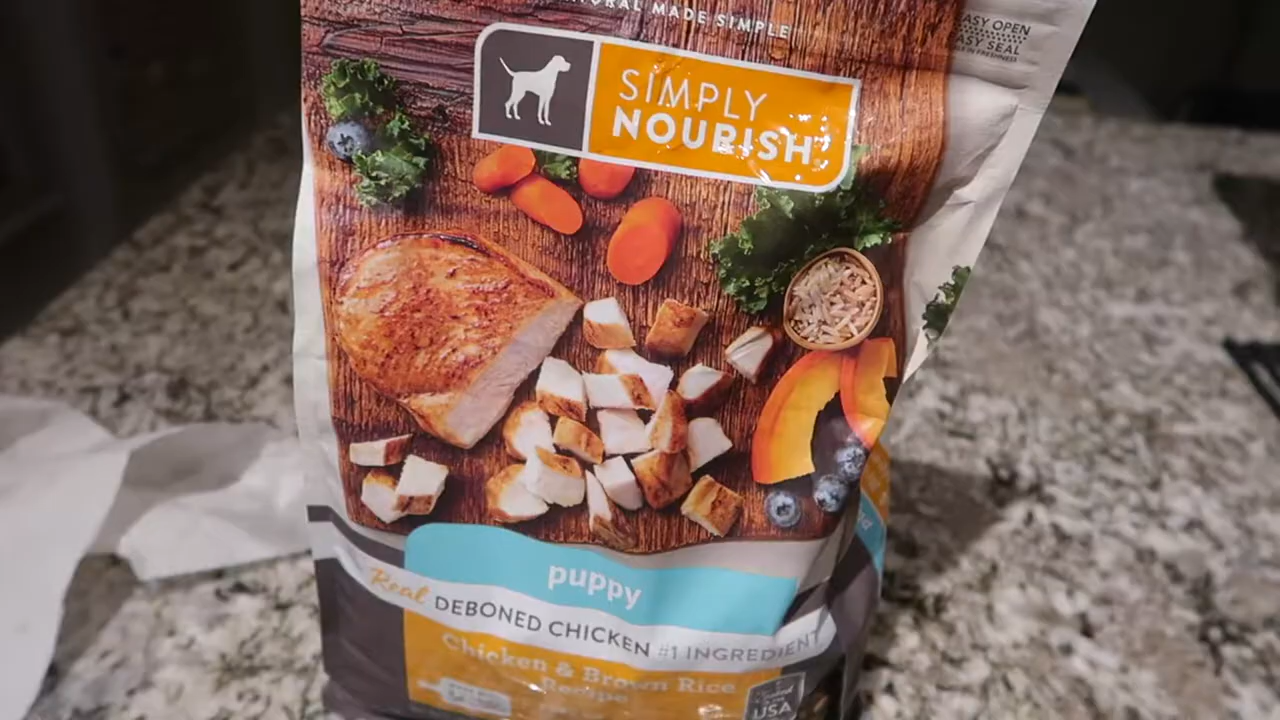 NATURAL MADE SIMPLE
EASY OPEN
EASY SEAL
SIMPLY
NOURISH
puppy
Real DEBONED CHICKEN #1 INGREDIENT
Chicken & Brown Rice
Recipe
USA